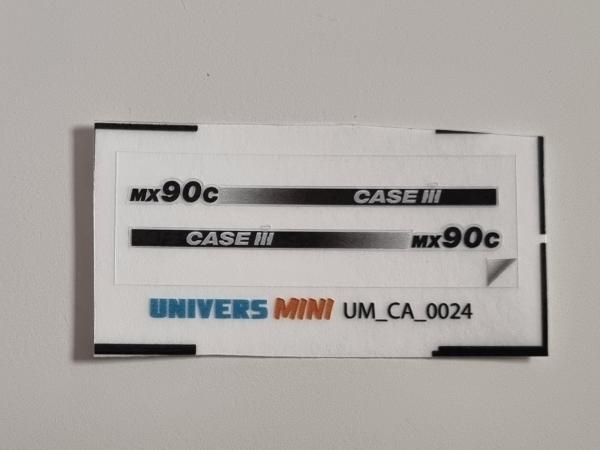 MX90C CASE III
CASE III MX90C
UNIVERS MINI UM_CA_0024